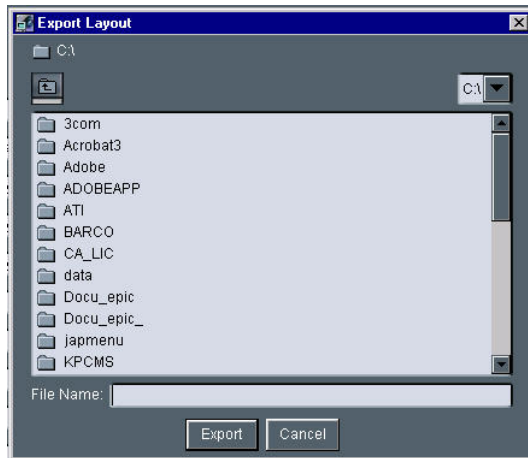 Export Layout
C:\
C:\
3com
Acrobat3
Adobe
ADOBEAPP
ATI
BARCO
CA_LIC
data
Docu_epic
Docu_epic_
japmenu
KPCMS
File Name:
Export Cancel